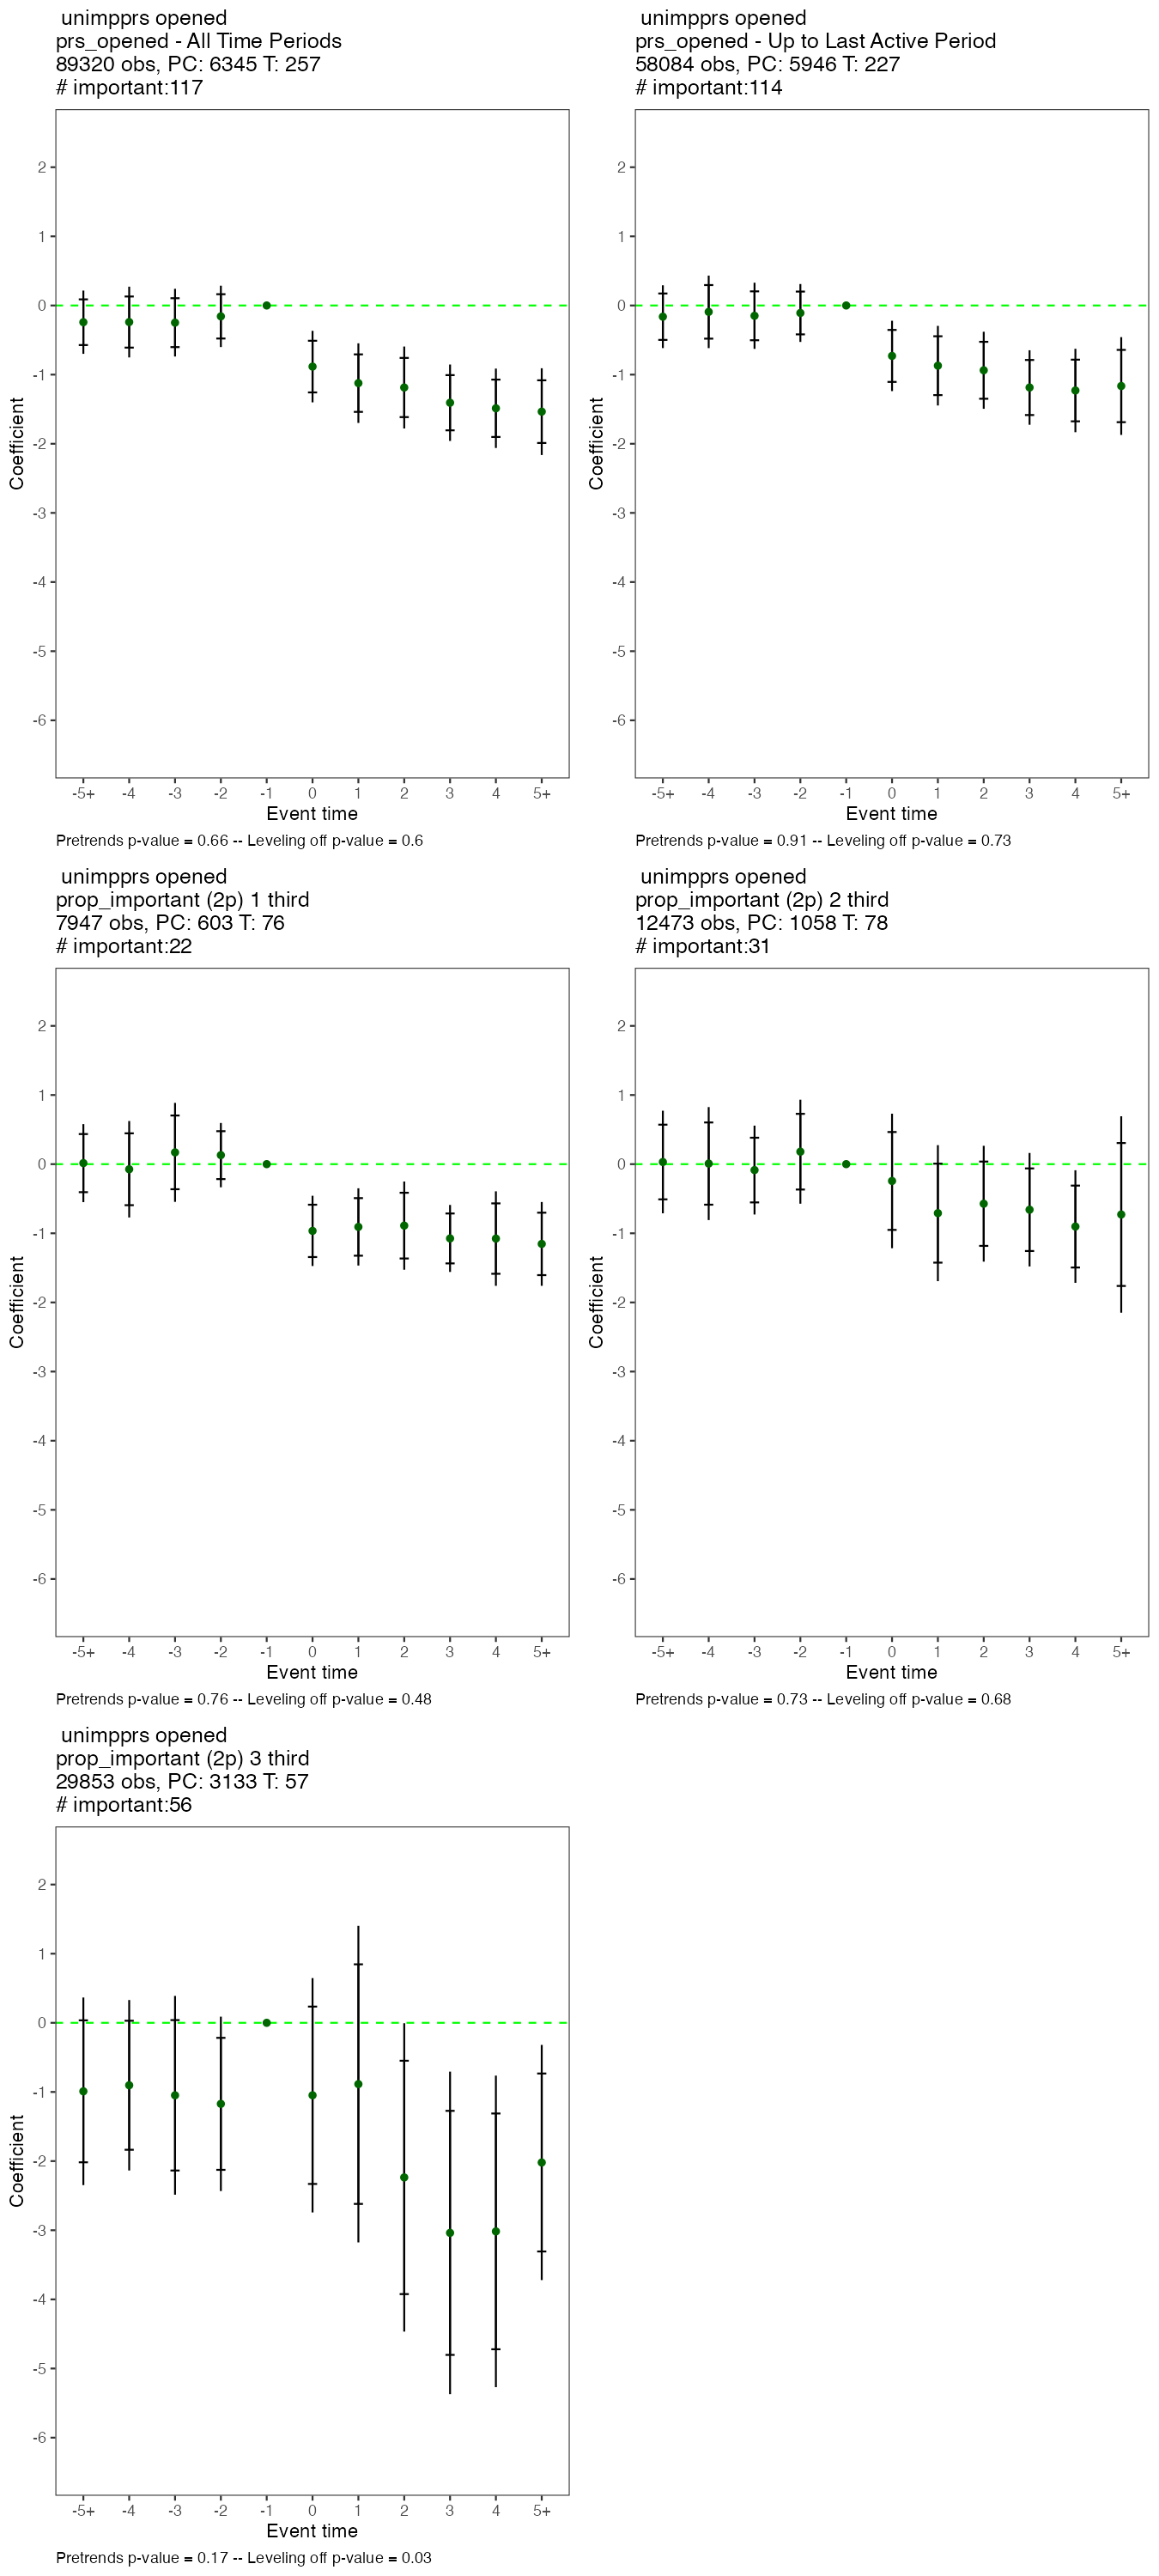 unimpprs opened
prs_opened - All Time Periods
89320 obs, PC: 6345 T: 257
# important:117
2
1
0
-1
-2
-3
-4
-5
-6
Coefficient
-5+ -4 -3 -2 -1 0 1 2 3 4 5+
Event time
Pretrends p-value = 0.66 -- Leveling off p-value = 0.6
unimpprs opened
prs_opened - Up to Last Active Period
58084 obs, PC: 5946 T: 227
# important:114
2
1
0
-1
-2
-3
-4
-5
-6
Coefficient
-5+ -4 -3 -2 -1 0 1 2 3 4 5+
Event time
Pretrends p-value = 0.91 -- Leveling off p-value = 0.73
unimpprs opened
prop_important (2p) 1 third
7947 obs, PC: 603 T: 76
# important:22
2
1
0
-1
-2
-3
-4
-5
-6
Coefficient
-5+ -4 -3 -2 -1 0 1 2 3 4 5+
Event time
Pretrends p-value = 0.76 -- Leveling off p-value = 0.48
unimpprs opened
prop_important (2p) 2 third
12473 obs, PC: 1058 T: 78
# important:31
2
1
0
-1
-2
-3
-4
-5
-6
Coefficient
-5+ -4 -3 -2 -1 0 1 2 3 4 5+
Event time
Pretrends p-value = 0.73 -- Leveling off p-value = 0.68
unimpprs opened
prop_important (2p) 3 third
29853 obs, PC: 3133 T: 57
# important:56
2
1
0
-1
-2
-3
-4
-5
-6
Coefficient
-5+ -4 -3 -2 -1 0 1 2 3 4 5+
Event time
Pretrends p-value = 0.17 -- Leveling off p-value = 0.03